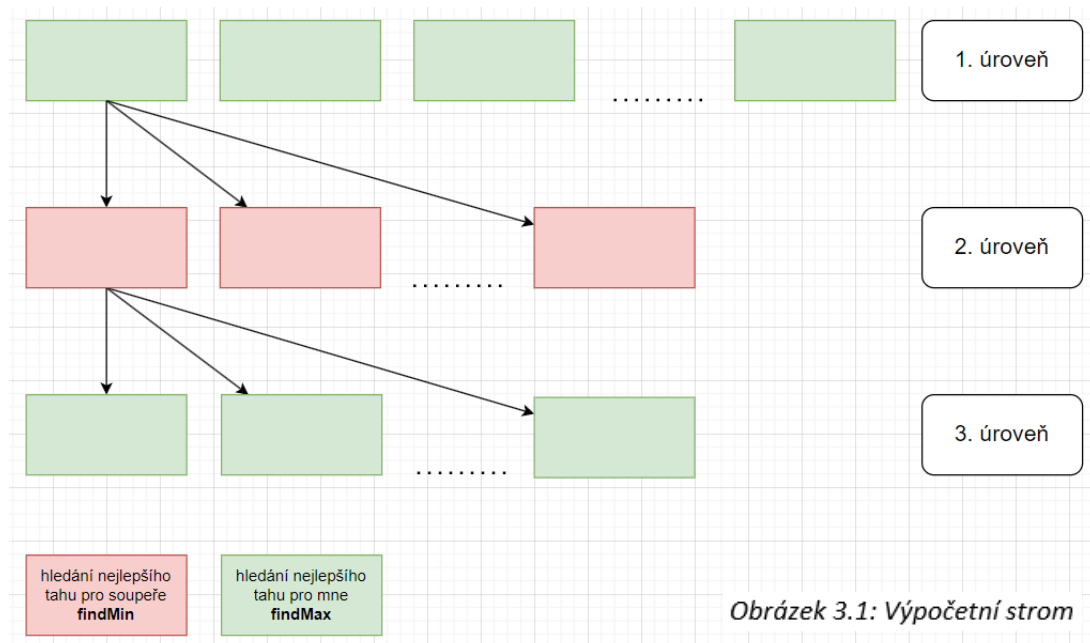 1. úroveň
.........
2. úroveň
.........
3. úroveň
.........
hledání nejlepšího
tahu pro soupeře
findMin
hledání nejlepšího
tahu pro mne
findMax
Obrázek 3.1: Výpočetní strom